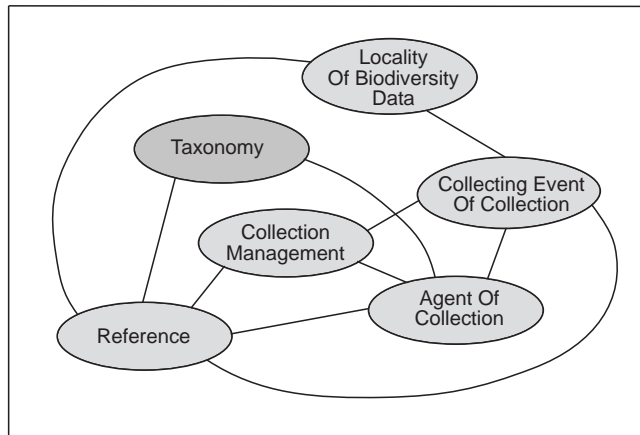 Locality
Of Biodiversity
Data
Taxonomy
Collecting Event
Of Collection
Collection
Management
Agent Of
Collection
Reference